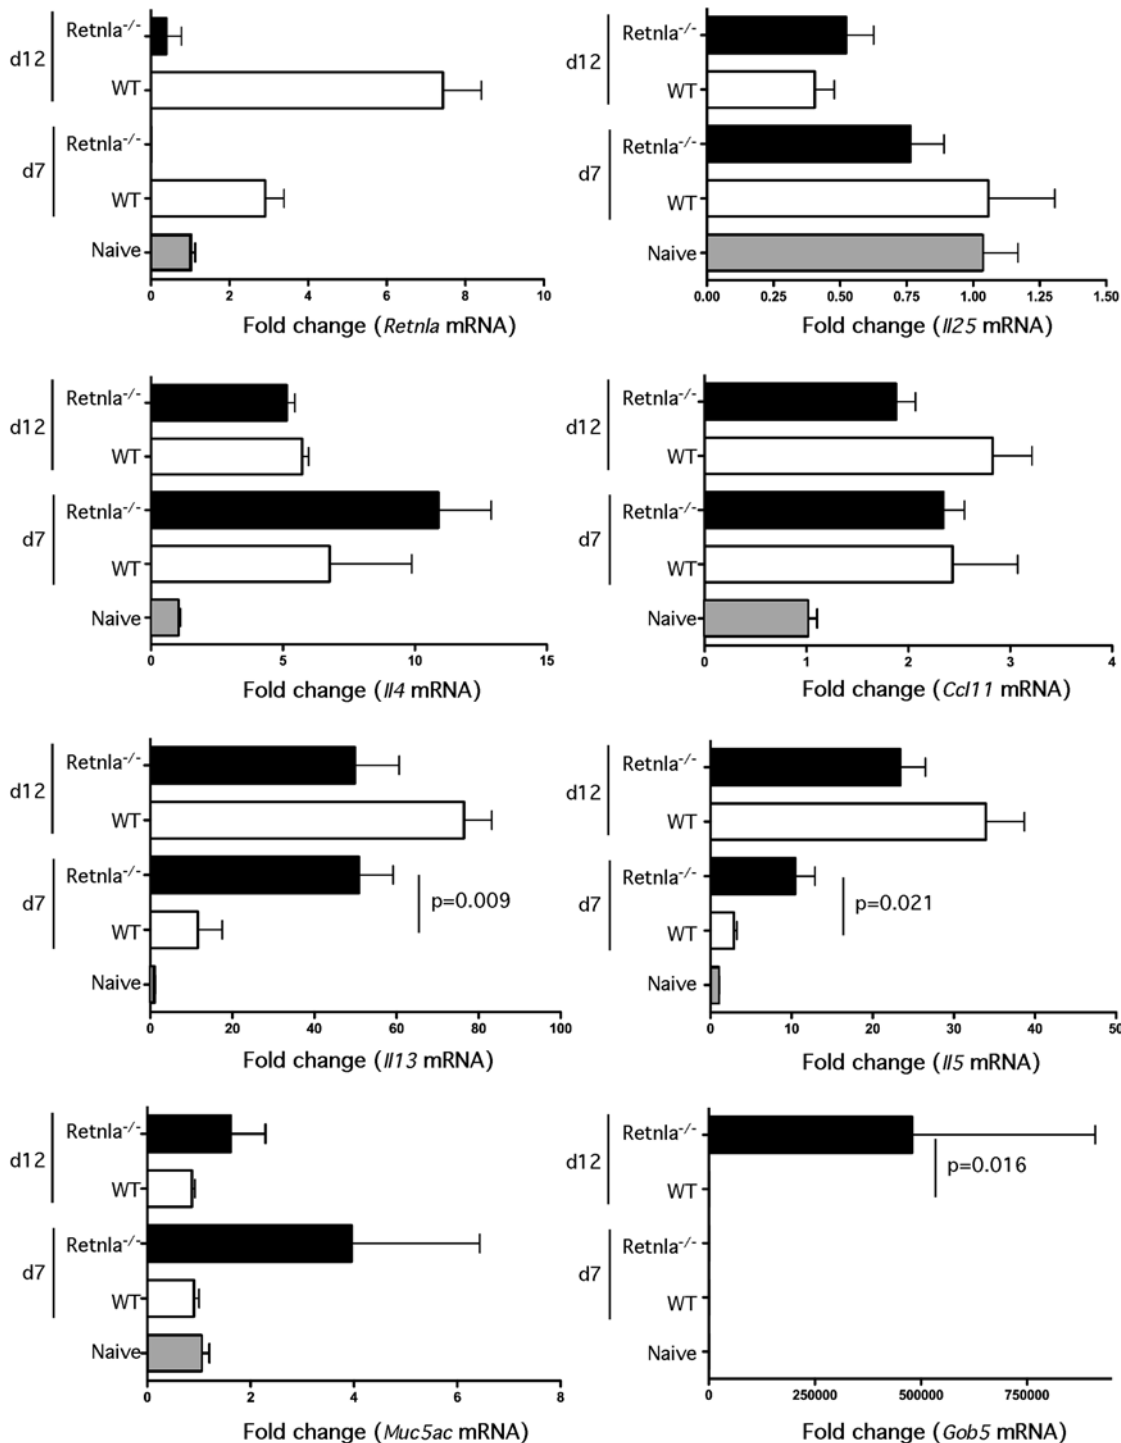 d12
Retnla-/-
WT
d7
Retnla-/-
WT
Naive
0 2 4 6 8 10
Fold change (Retnla mRNA)
d12
Retnla-/-
WT
d7
Retnla-/-
WT
Naive
0.00 0.25 0.50 0.75 1.00 1.25 1.50
Fold change (Il25 mRNA)
d12
Retnla-/-
WT
d7
Retnla-/-
WT
Naive
0 5 10 15
Fold change (Il4 mRNA)
d12
Retnla-/-
WT
d7
Retnla-/-
WT
Naive
0 1 2 3 4
Fold change (Ccl11 mRNA)
d12
Retnla-/-
WT
d7
Retnla-/-
p=0.009
WT
Naive
0 20 40 60 80 100
Fold change (Il13 mRNA)
d12
Retnla-/-
WT
d7
Retnla-/-
p=0.021
WT
Naive
0 10 20 30 40 50
Fold change (Il5 mRNA)
d12
Retnla-/-
WT
d7
Retnla-/-
WT
Naive
0 2 4 6 8
Fold change (Muc5ac mRNA)
d12
Retnla-/-
p=0.016
WT
d7
Retnla-/-
WT
Naive
0 250000 500000 750000
Fold change (Gob5 mRNA)